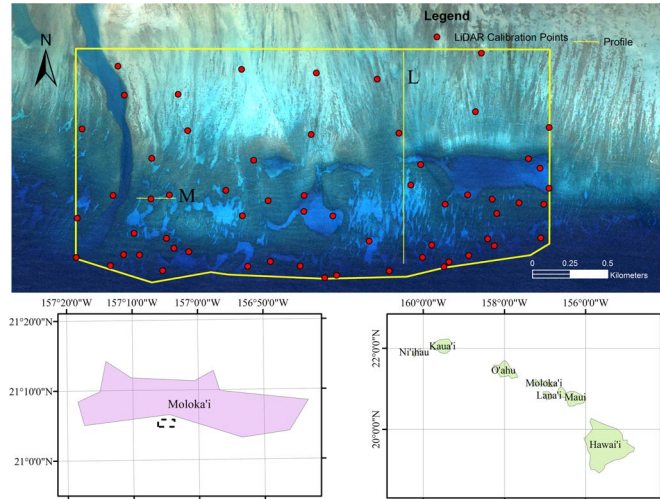 Legend
N
LiDAR Calibration Points
Profile
L
M
0 0.25 0.5
Kilometers
157°20'0"W 157°10'0"W 157°0'0"W 156°50'0"W
160°0'0"W 158°0'0"W 156°0'0"W
21°20'0"N
21°10'0"N
21°0'0"N
Moloka'i
22°0'0"N
20°0'0"N
Ni'ihau
Kaua'i
O'ahu
Moloka'i
Lana'i
Maui
Hawai'i